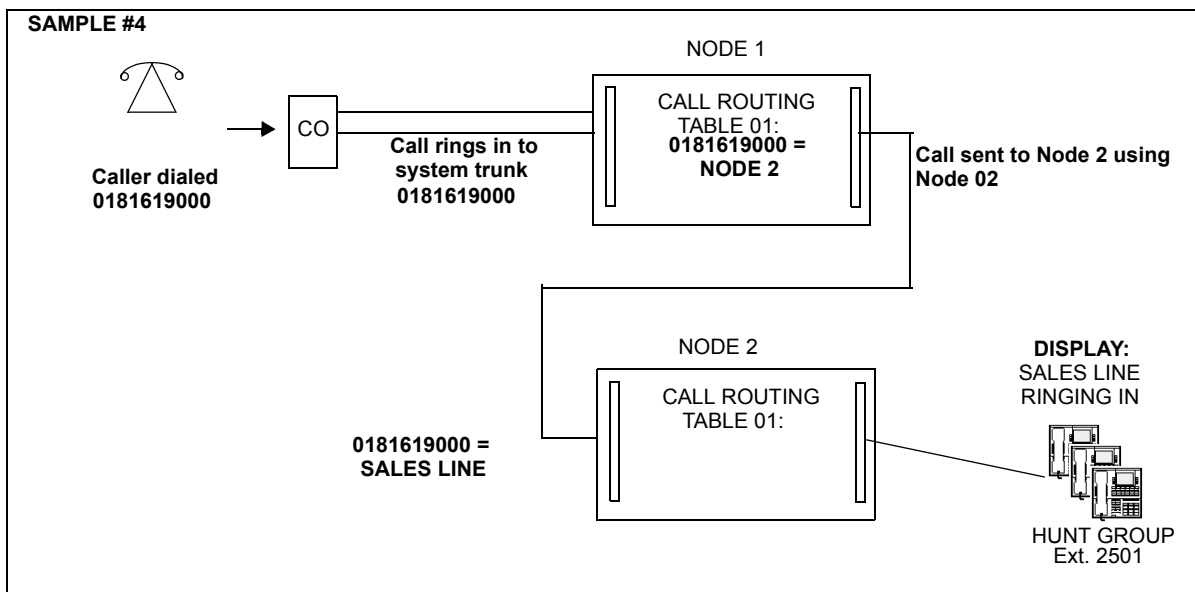 SAMPLE #4
NODE 1
CO
Caller dialed
0181619000
Call rings in to
system trunk
0181619000
CALL ROUTING
TABLE 01:
0181619000 =
NODE 2
Call sent to Node 2 using
Node 02
NODE 2
0181619000 =
SALES LINE
CALL ROUTING
TABLE 01:
DISPLAY:
SALES LINE
RINGING IN
HUNT GROUP
Ext. 2501